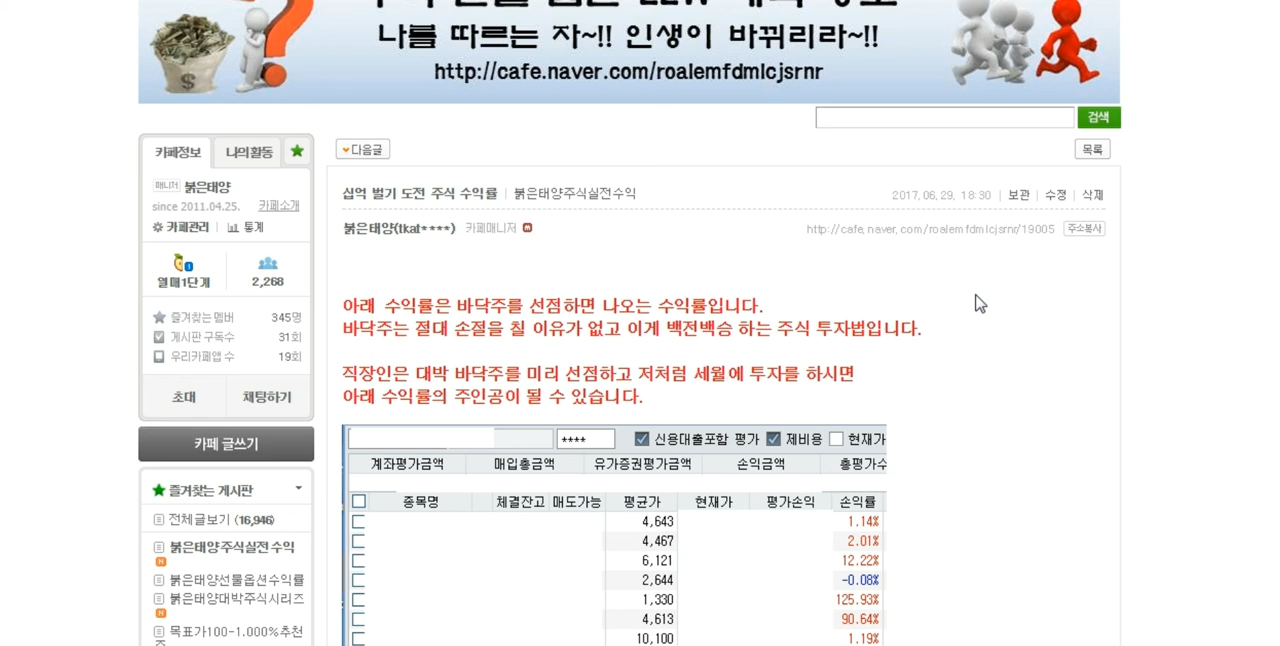 나를 따르는 자~!! 인생이 바뀌리라~!!
http://cafe.naver.com/roalemfdmlcjsrnr
검색
카페정보
나의활동
다음글
목록
매니저 붉은태양
since 2011.04.25.
카페소개
카페관리
통계
십억 벌기 도전 주식 수익률 | 붉은태양주식실전수익
2017.06.29. 18:30 | 보관 | 수정 | 삭제
붉은태양(tkat****) 카페매니저
http://cafe.naver.com/roalemfdmlcjsrnr/19005 주소복사
1
열매1단계
2,268
즐겨찾는 멤버 345명
게시판 구독수 31회
우리카페앱 수 19회
초대
채팅하기
카페 글쓰기
즐겨찾는 게시판
전체글보기 (16,946)
붉은태양주식실전 수익
N
붉은태양선물옵션수익률
붉은태양대박주식시리즈
N
목표가100-1.000%추천
주
아래 수익률은 바닥주를 선점하면 나오는 수익률입니다.
바닥주는 절대 손절을 칠 이유가 없고 이게 백전백승 하는 주식 투자법입니다.
직장인은 대박 바닥주를 미리 선점하고 저처럼 세월에 투자를 하시면
아래 수익률의 주인공이 될 수 있습니다.
**** 신용대출포함 평가 제비용 현재가
계좌평가금액 매입총금액 유가증권평가금액 손익금액 총평가수
종목명 체결잔고 매도가능 평균가 현재가 평가손익 손익률
4,643 1.14%
4,467 2.01%
6,121 12.22%
2,644 -0.08%
1,330 125.93%
4,613 90.64%
10,100 1.19%